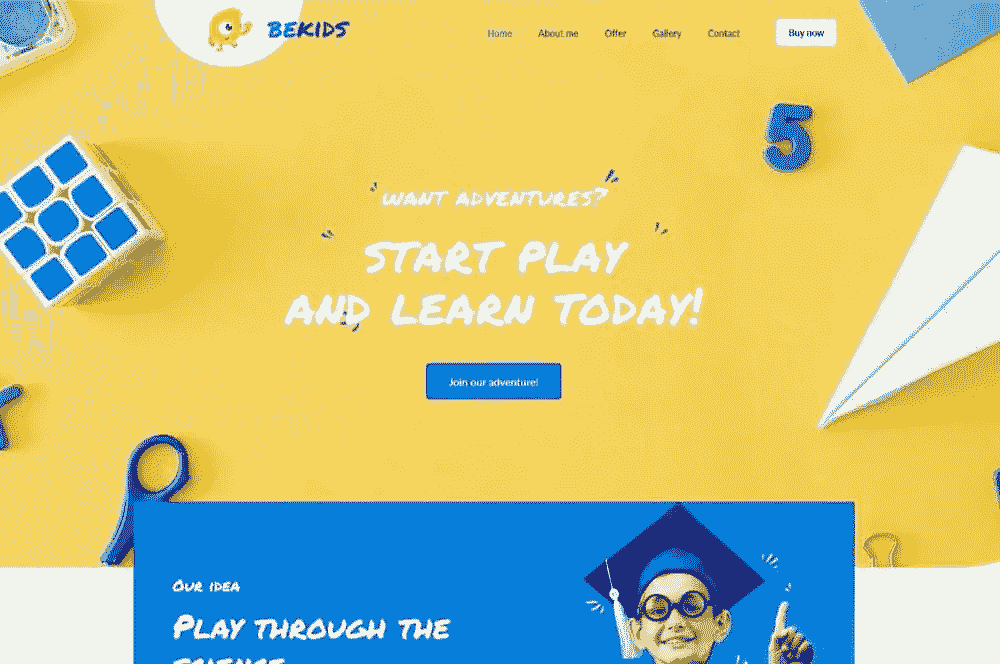 BEKIDS
Home About me Offer Gallery Contact Buy now
5
WANT ADVENTURES?
START PLAY
AND LEARN TODAY!
Join our adventure!
OUR IDEA
PLAY THROUGH THE